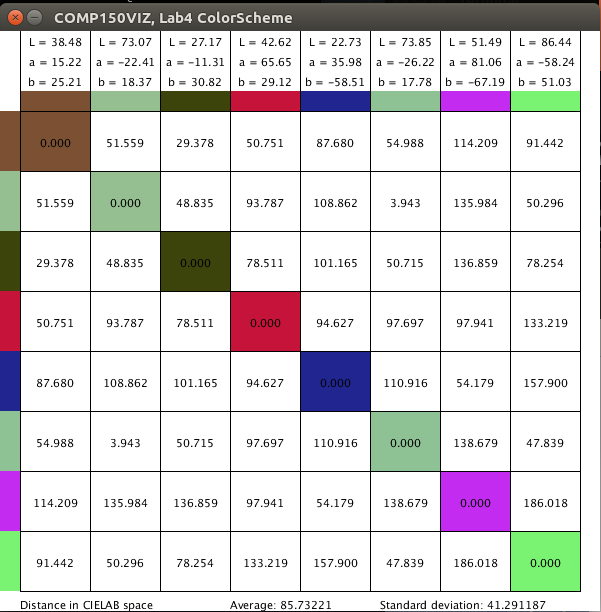 COMP150VIZ, Lab4 ColorScheme
L = 38.48 L = 73.07 L = 27.17 L = 42.62 L = 22.73 L = 73.85 L = 51.49 L = 86.44
a = 15.22 a = −22.41 a = −11.31 a = 65.65 a = 35.98 a = −26.22 a = 81.06 a = −58.24
b = 25.21 b = 18.37 b = 30.82 b = 29.12 b = −58.51 b = 17.78 b = −67.19 b = 51.03
0.000 51.559 29.378 50.751 87.680 54.988 114.209 91.442
51.559 0.000 48.835 93.787 108.862 3.943 135.984 50.296
29.378 48.835 0.000 78.511 101.165 50.715 136.859 78.254
50.751 93.787 78.511 0.000 94.627 97.697 97.941 133.219
87.680 108.862 101.165 94.627 0.000 110.916 54.179 157.900
54.988 3.943 50.715 97.697 110.916 0.000 138.679 47.839
114.209 135.984 136.859 97.941 54.179 138.679 0.000 186.018
91.442 50.296 78.254 133.219 157.900 47.839 186.018 0.000
Distance in CIELAB space Average: 85.73221 Standard deviation: 41.291187